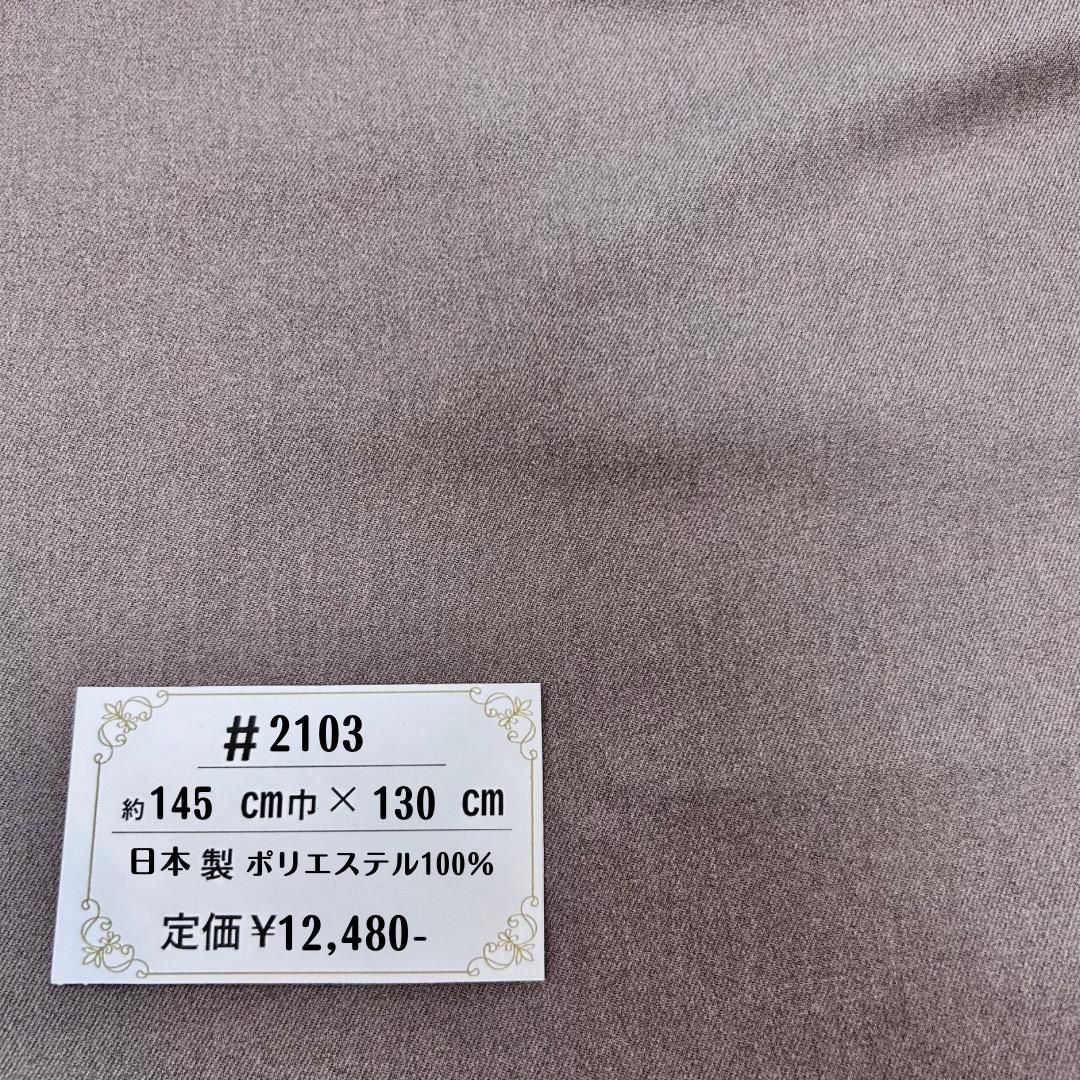 #2103
約145 cm巾×130 cm
日本製 ポリエステル100%
定価¥12,480-